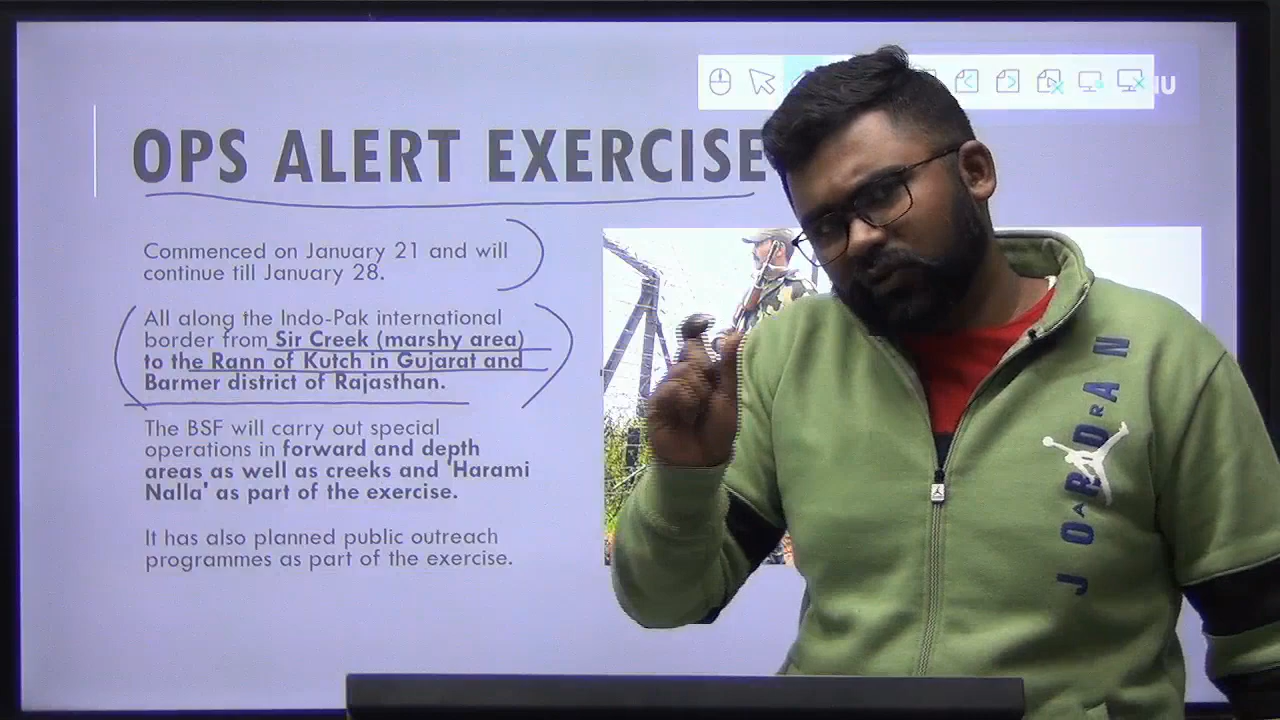 IU
OPS ALERT EXERCISE
Commenced on January 21 and will
continue till January 28.
All along the Indo-Pak international
border from Sir Creek (marshy area)
to the Rann of Kutch in Gujarat and
Barmer district of Rajasthan.
The BSF will carry out special
operations in forward and depth
areas as well as creeks and 'Harami
Nalla' as part of the exercise.
It has also planned public outreach
programmes as part of the exercise.
JORDAN